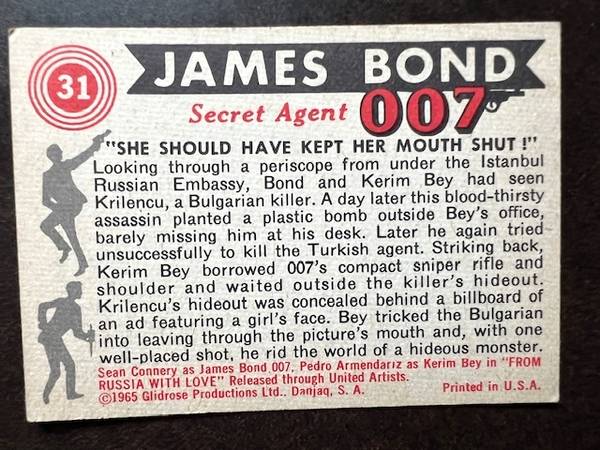 31
JAMES BOND
Secret Agent 007
"SHE SHOULD HAVE KEPT HER MOUTH SHUT !"
Looking through a periscope from under the Istanbul
Russian Embassy, Bond and Kerim Bey had seen
Krilencu, a Bulgarian killer. A day later this blood-thirsty
assassin planted a plastic bomb outside Bey's office,
barely missing him at his desk. Later he again tried
unsuccessfully to kill the Turkish agent. Striking back,
Kerim Bey borrowed 007's compact sniper rifle and
shoulder and waited outside the killer's hideout.
Krilencu's hideout was concealed behind a billboard of
an ad featuring a girl's face. Bey tricked the Bulgarian
into leaving through the picture's mouth and, with one
well-placed shot, he rid the world of a hideous monster.
Sean Connery as James Bond 007, Pedro Armendariz as Kerim Bey in "FROM
RUSSIA WITH LOVE" Released through United Artists.
©1965 Glidrose Productions Ltd., Danjaq, S. A. Printed in U.S.A.